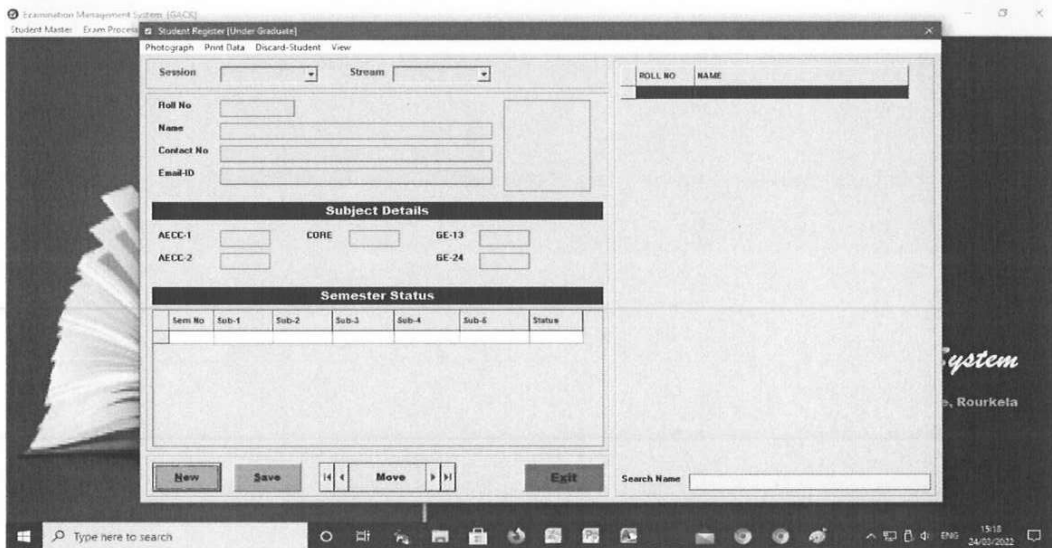 Examination Management System [GACR]
Student Master Exam Process
Student Register [Under Graduate]
Photograph Print Data Discard-Student View
Session Stream
ROLL NO NAME
Roll No
Name
Contact No
Email-ID
Subject Details
AECC-1 CORE GE-13
AECC-2 GE-24
Semester Status
Sem No Sub-1 Sub-2 Sub-3 Sub-4 Sub-5 Status
System
e, Rourkela
New Save Move Exit
Search Name
Type here to search
ENG 15:18
24/03/2022